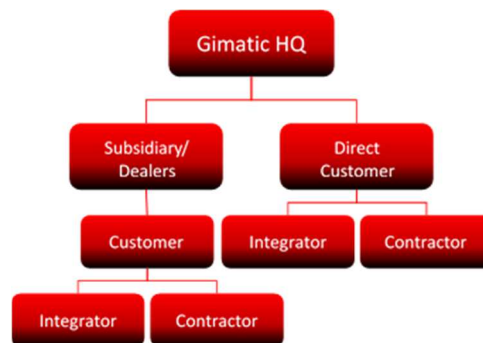 Gimatic HQ
Subsidiary/
Dealers
Direct
Customer
Customer
Integrator
Contractor
Integrator
Contractor